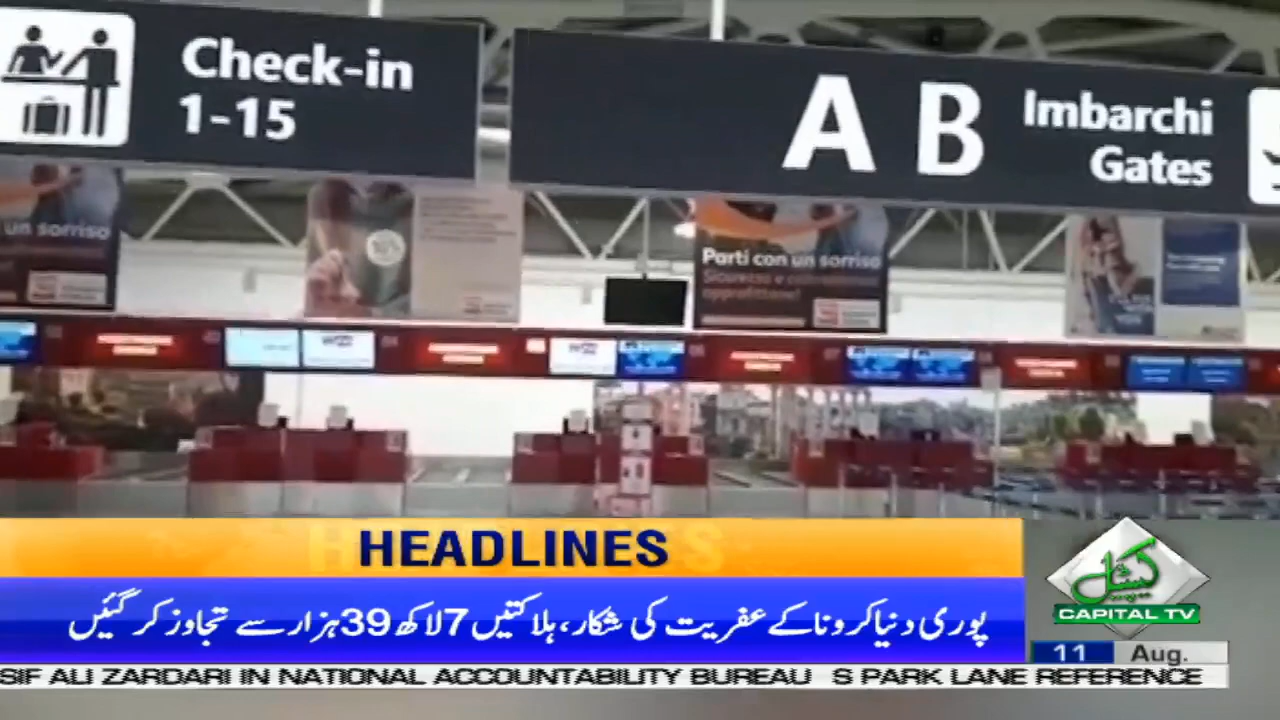 Check-in
1-15
A B Imbarchi
Gates
un sorriso
Parti con un sorriso
HEADLINES
پوری دنیا کرونا کے عفریت کی شکار، ہلاکتیں 7 لاکھ 39 ہزار سے تجاوز کر گئیں
کیپیٹل
CAPITAL TV
11 Aug.
SIF ALI ZARDARI IN NATIONAL ACCOUNTABILITY BUREAU S PARK LANE REFERENCE